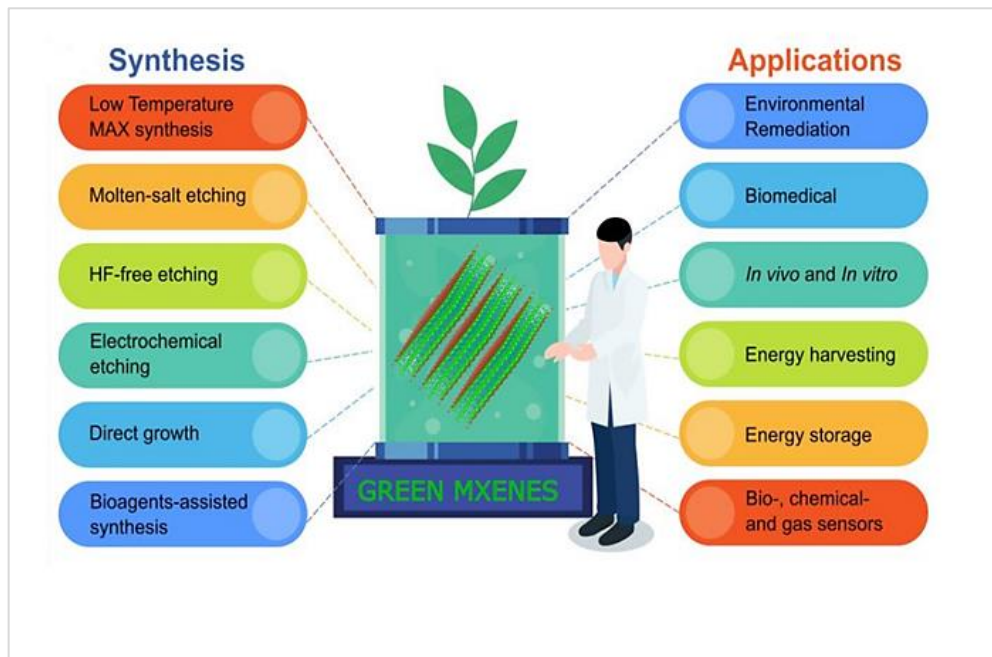 Synthesis
Low Temperature
MAX synthesis
Molten-salt etching
HF-free etching
Electrochemical
etching
Direct growth
Bioagents-assisted
synthesis
GREEN MXENES
Applications
Environmental
Remediation
Biomedical
In vivo and In vitro
Energy harvesting
Energy storage
Bio-, chemical-
and gas sensors